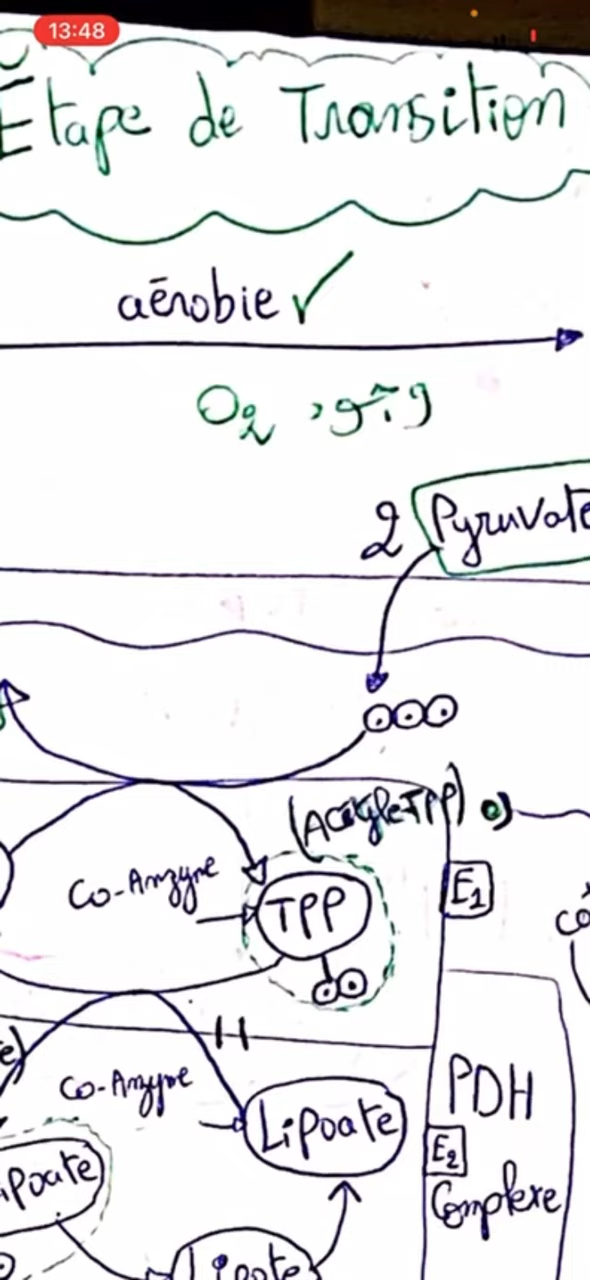 13:48
Étape de Transition
aérobie ✓
O₂
2 Pyruvate
(AcétyleTPP)
E₁
Co-Anzyme
TPP
Co-Anzyme
Lipoate
PDH
E₂
Complexe